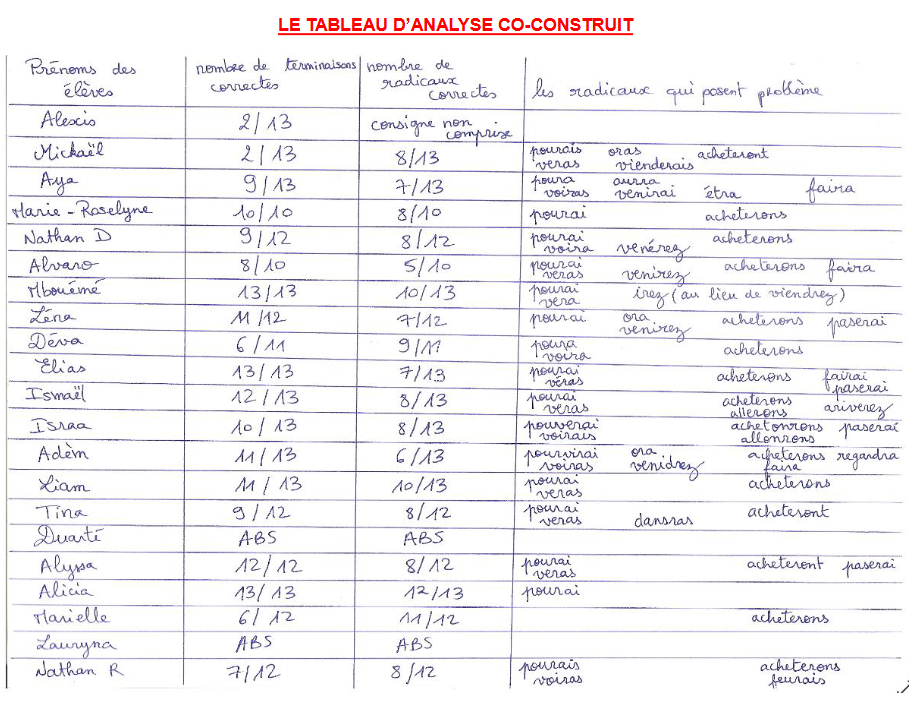 LE TABLEAU D'ANALYSE CO-CONSTRUIT
Prénoms des élèves | nombre de terminaisons correctes | nombre de radicaux corrects | les radicaux qui posent problème
Alexis | 2/13 | consigne non comprise
Mickaël | 2/13 | 8/13 | pourais oras acheteront
veras vienderais
Aya | 9/13 | 7/13 | poura aurra faira
voiras venirai étra
Marie-Roselyne | 10/10 | 8/10 | pourai acheterons
Nathan D | 9/12 | 8/12 | pourai acheterons
voira venérez
Alvaro | 8/10 | 5/10 | pourai acheterons faira
veras venirez
Mbouémé | 13/13 | 10/13 | pourai irez (au lieu de viendrez)
vera
Léna | 11/12 | 7/12 | pourai ora acheterons paserai
venirez
Déva | 6/11 | 9/11 | poura acheterons
voira
Elias | 13/13 | 7/13 | pourai acheterons fairai
véras paserai
Ismaël | 12/13 | 8/13 | pourai acheterons ariverez
veras allerons
Israa | 10/13 | 8/13 | pouverai achetonrons paserai
voirais allonrons
Adèm | 11/13 | 6/13 | pourvirai ora acheterons regandra
voiras venidrez faira
Liam | 11/13 | 10/13 | pourai acheterons
veras
Tina | 9/12 | 8/12 | pourai acheteront
veras dansras
Duarté | ABS | ABS
Alyssa | 12/12 | 8/12 | pourai acheteront paserai
veras
Alicia | 13/13 | 12/13 | pourai
Marielle | 6/12 | 11/12 | acheterons
Lauryna | ABS | ABS
Nathan R | 7/12 | 8/12 | pourais acheterons
voiras feurais